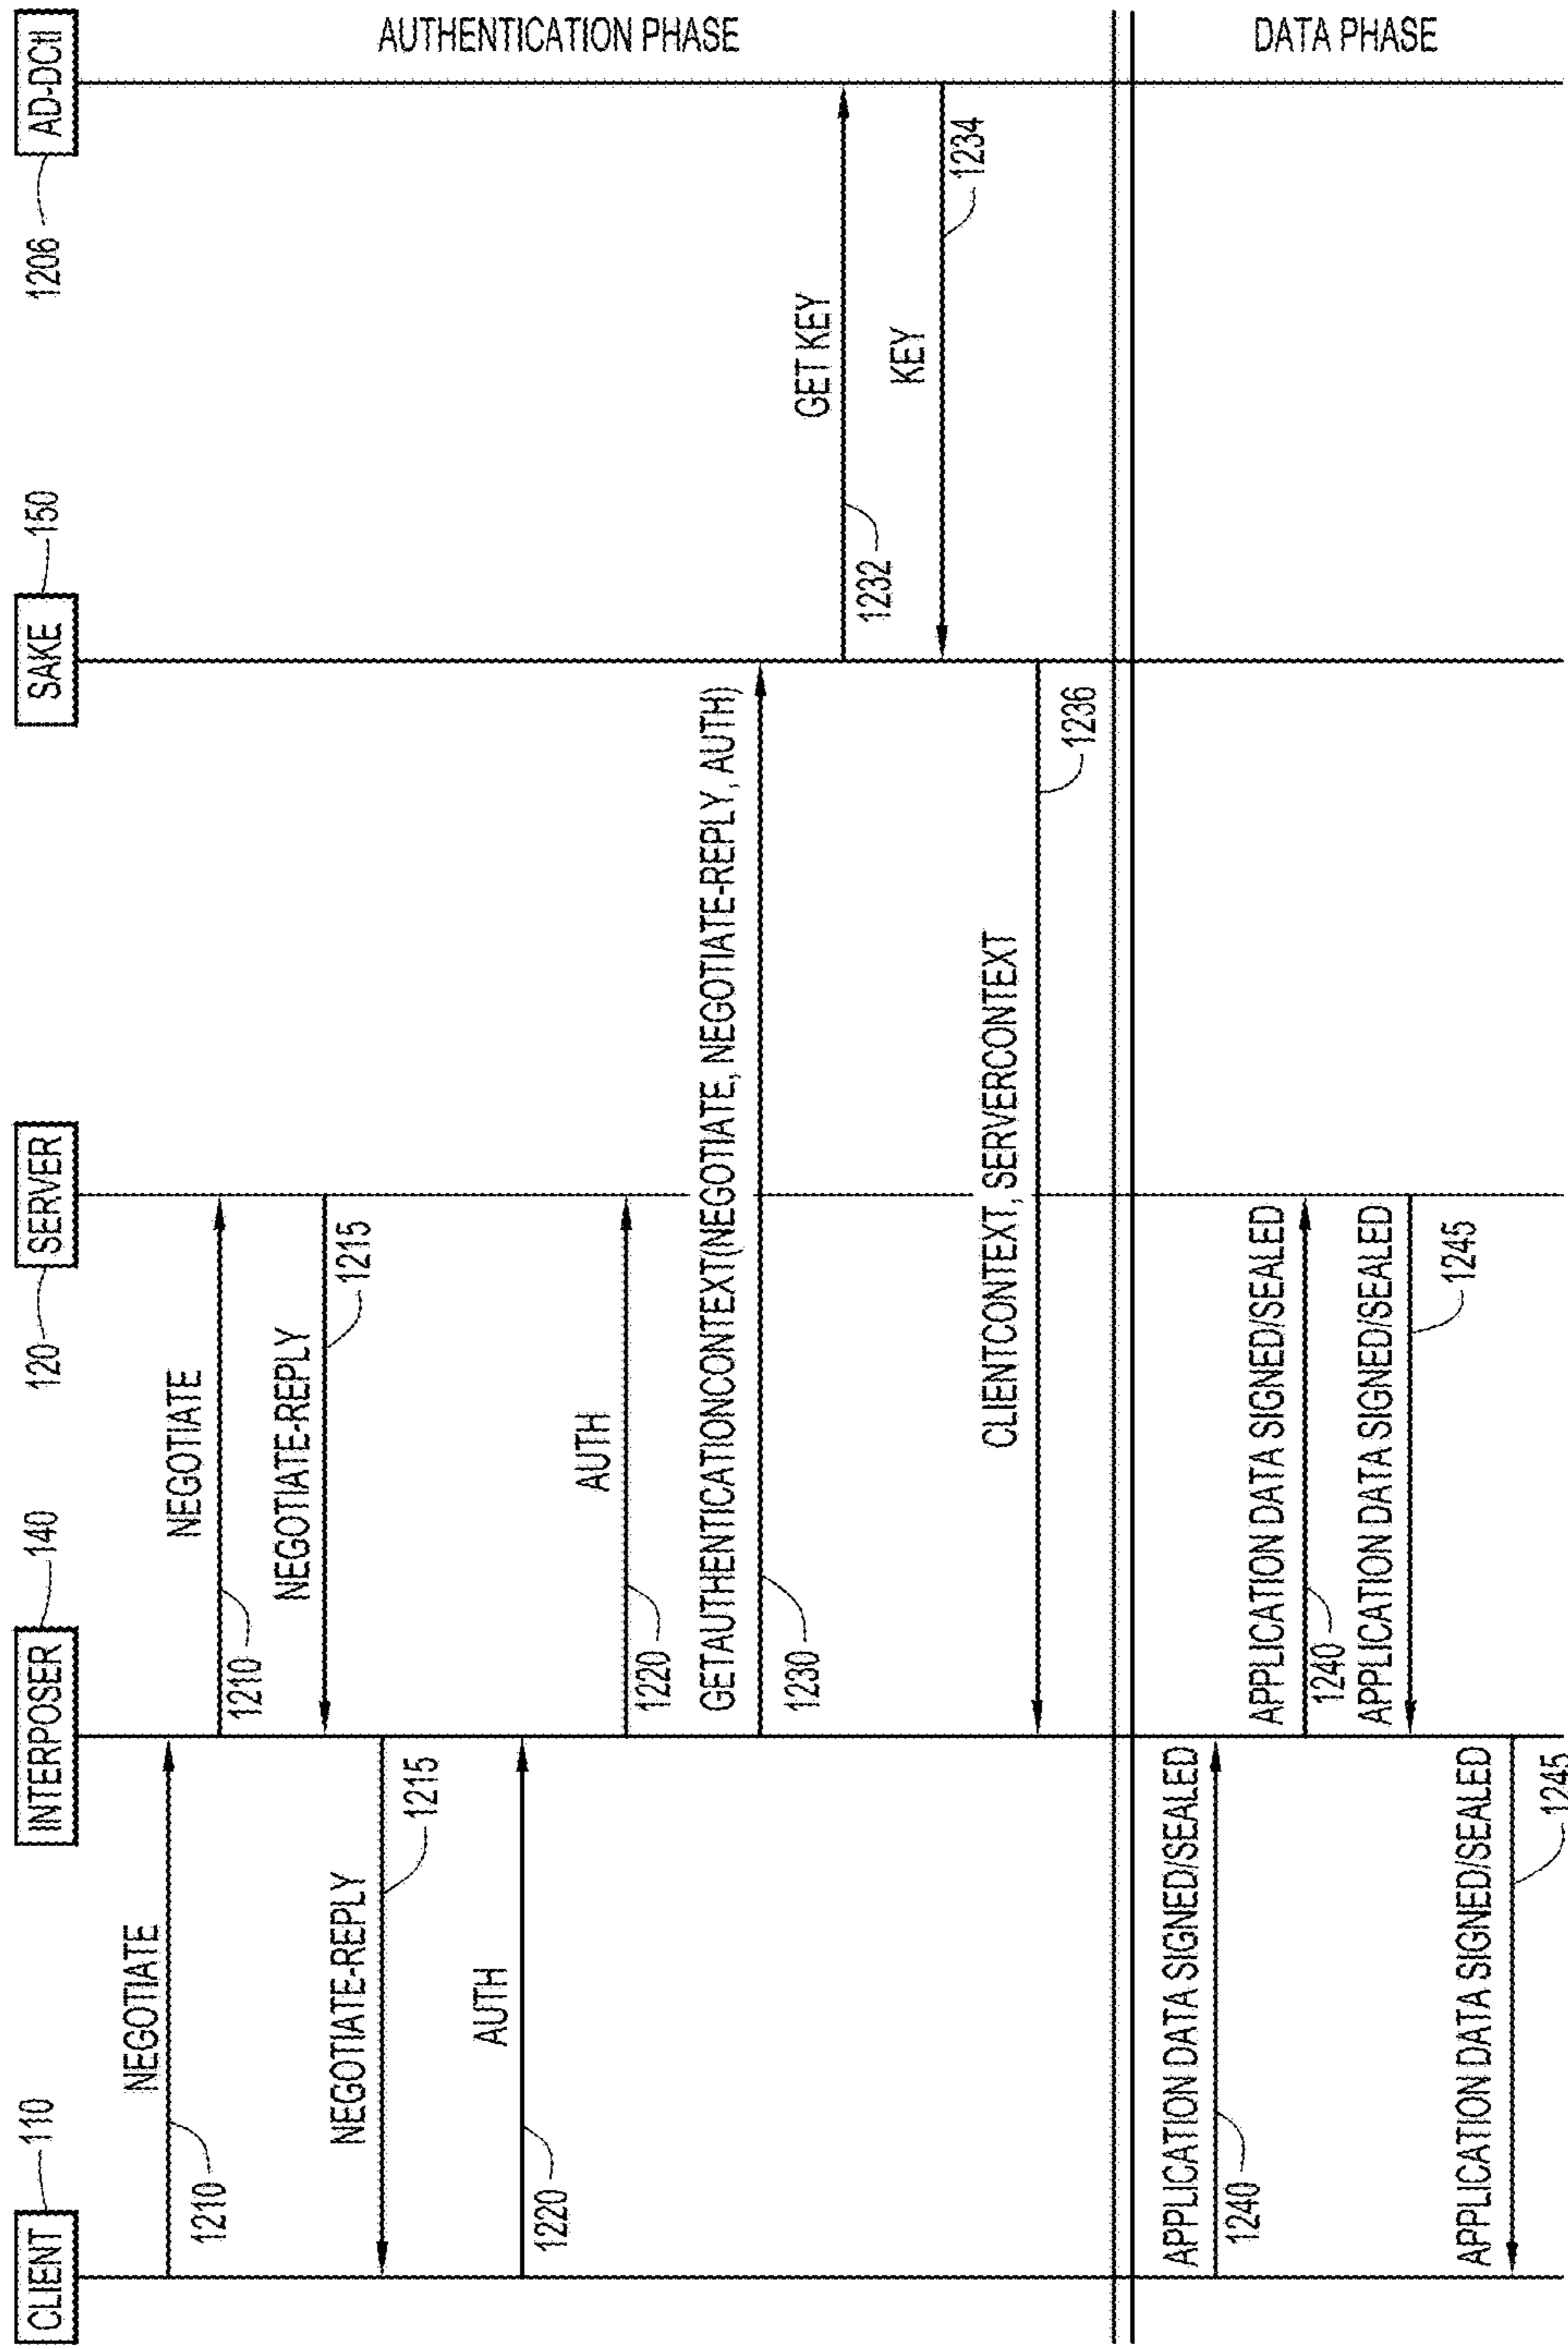 CLIENT
110
INTERPOSER
140
120
SERVER
SAKE
150
1206
AD-DCtl
AUTHENTICATION PHASE
NEGOTIATE
1210
NEGOTIATE
1210
NEGOTIATE-REPLY
1215
NEGOTIATE-REPLY
1215
AUTH
1220
AUTH
1220
GETAUTHENTICATIONCONTEXT(NEGOTIATE, NEGOTIATE-REPLY, AUTH)
1230
GET KEY
1232
KEY
1234
CLIENTCONTEXT, SERVERCONTEXT
1236
DATA PHASE
APPLICATION DATA SIGNED/SEALED
1240
APPLICATION DATA SIGNED/SEALED
1240
APPLICATION DATA SIGNED/SEALED
1245
APPLICATION DATA SIGNED/SEALED
1245